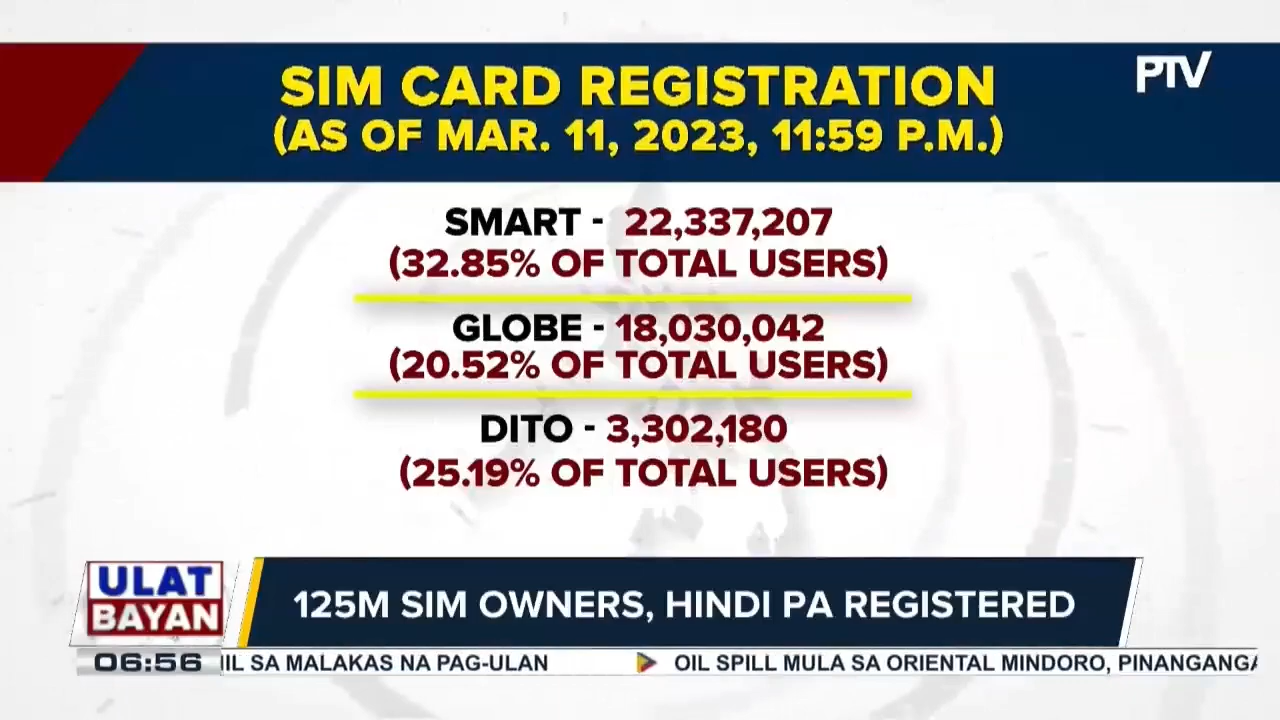 SIM CARD REGISTRATION
(AS OF MAR. 11, 2023, 11:59 P.M.)
PTV
SMART - 22,337,207
(32.85% OF TOTAL USERS)
GLOBE - 18,030,042
(20.52% OF TOTAL USERS)
DITO - 3,302,180
(25.19% OF TOTAL USERS)
ULAT
BAYAN
125M SIM OWNERS, HINDI PA REGISTERED
06:56
SA MALAKAS NA PAG-ULAN OIL SPILL MULA SA ORIENTAL MINDORO,